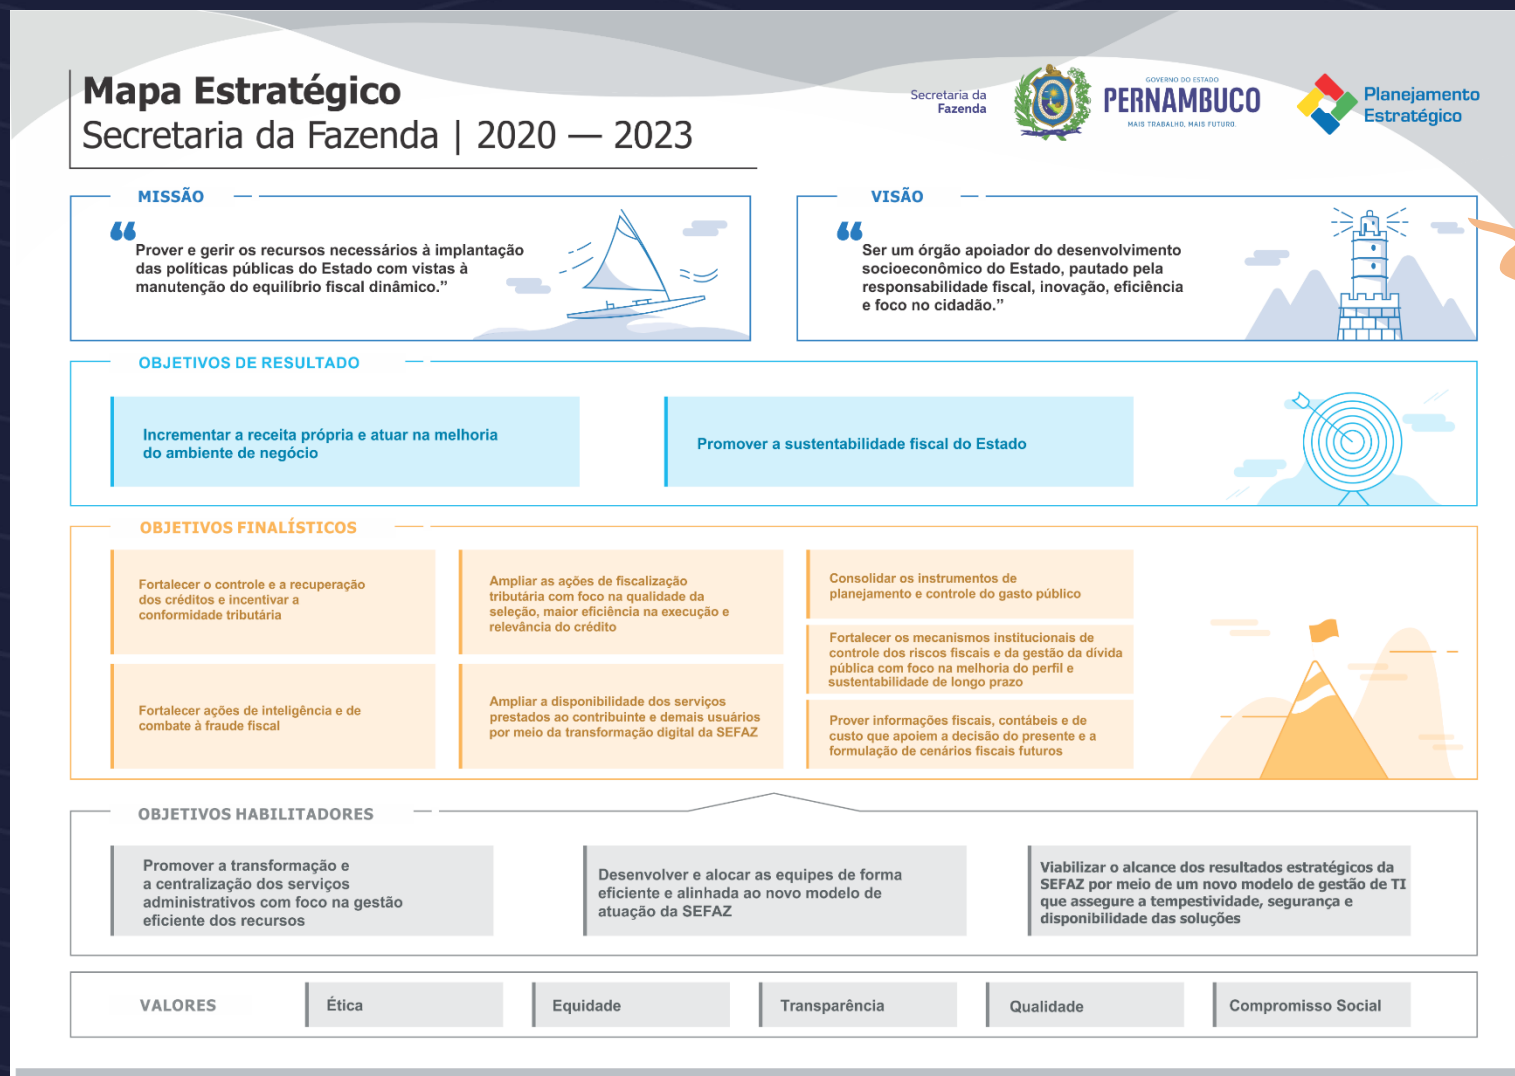 Mapa Estratégico
Secretaria da Fazenda | 2020 — 2023
Secretaria da
Fazenda
GOVERNO DO ESTADO
PERNAMBUCO
MAIS TRABALHO, MAIS FUTURO.
Planejamento
Estratégico
MISSÃO
“
Prover e gerir os recursos necessários à implantação
das políticas públicas do Estado com vistas à
manutenção do equilíbrio fiscal dinâmico.”
VISÃO
“
Ser um órgão apoiador do desenvolvimento
socioeconômico do Estado, pautado pela
responsabilidade fiscal, inovação, eficiência
e foco no cidadão.”
OBJETIVOS DE RESULTADO
Incrementar a receita própria e atuar na melhoria
do ambiente de negócio
Promover a sustentabilidade fiscal do Estado
OBJETIVOS FINALÍSTICOS
Fortalecer o controle e a recuperação
dos créditos e incentivar a
conformidade tributária
Ampliar as ações de fiscalização
tributária com foco na qualidade da
seleção, maior eficiência na execução e
relevância do crédito
Consolidar os instrumentos de
planejamento e controle do gasto público
Fortalecer os mecanismos institucionais de
controle dos riscos fiscais e da gestão da dívida
pública com foco na melhoria do perfil e
sustentabilidade de longo prazo
Fortalecer ações de inteligência e de
combate à fraude fiscal
Ampliar a disponibilidade dos serviços
prestados ao contribuinte e demais usuários
por meio da transformação digital da SEFAZ
Prover informações fiscais, contábeis e de
custo que apoiem a decisão do presente e a
formulação de cenários fiscais futuros
OBJETIVOS HABILITADORES
Promover a transformação e
a centralização dos serviços
administrativos com foco na gestão
eficiente dos recursos
Desenvolver e alocar as equipes de forma
eficiente e alinhada ao novo modelo de
atuação da SEFAZ
Viabilizar o alcance dos resultados estratégicos da
SEFAZ por meio de um novo modelo de gestão de TI
que assegure a tempestividade, segurança e
disponibilidade das soluções
VALORES
Ética
Equidade
Transparência
Qualidade
Compromisso Social